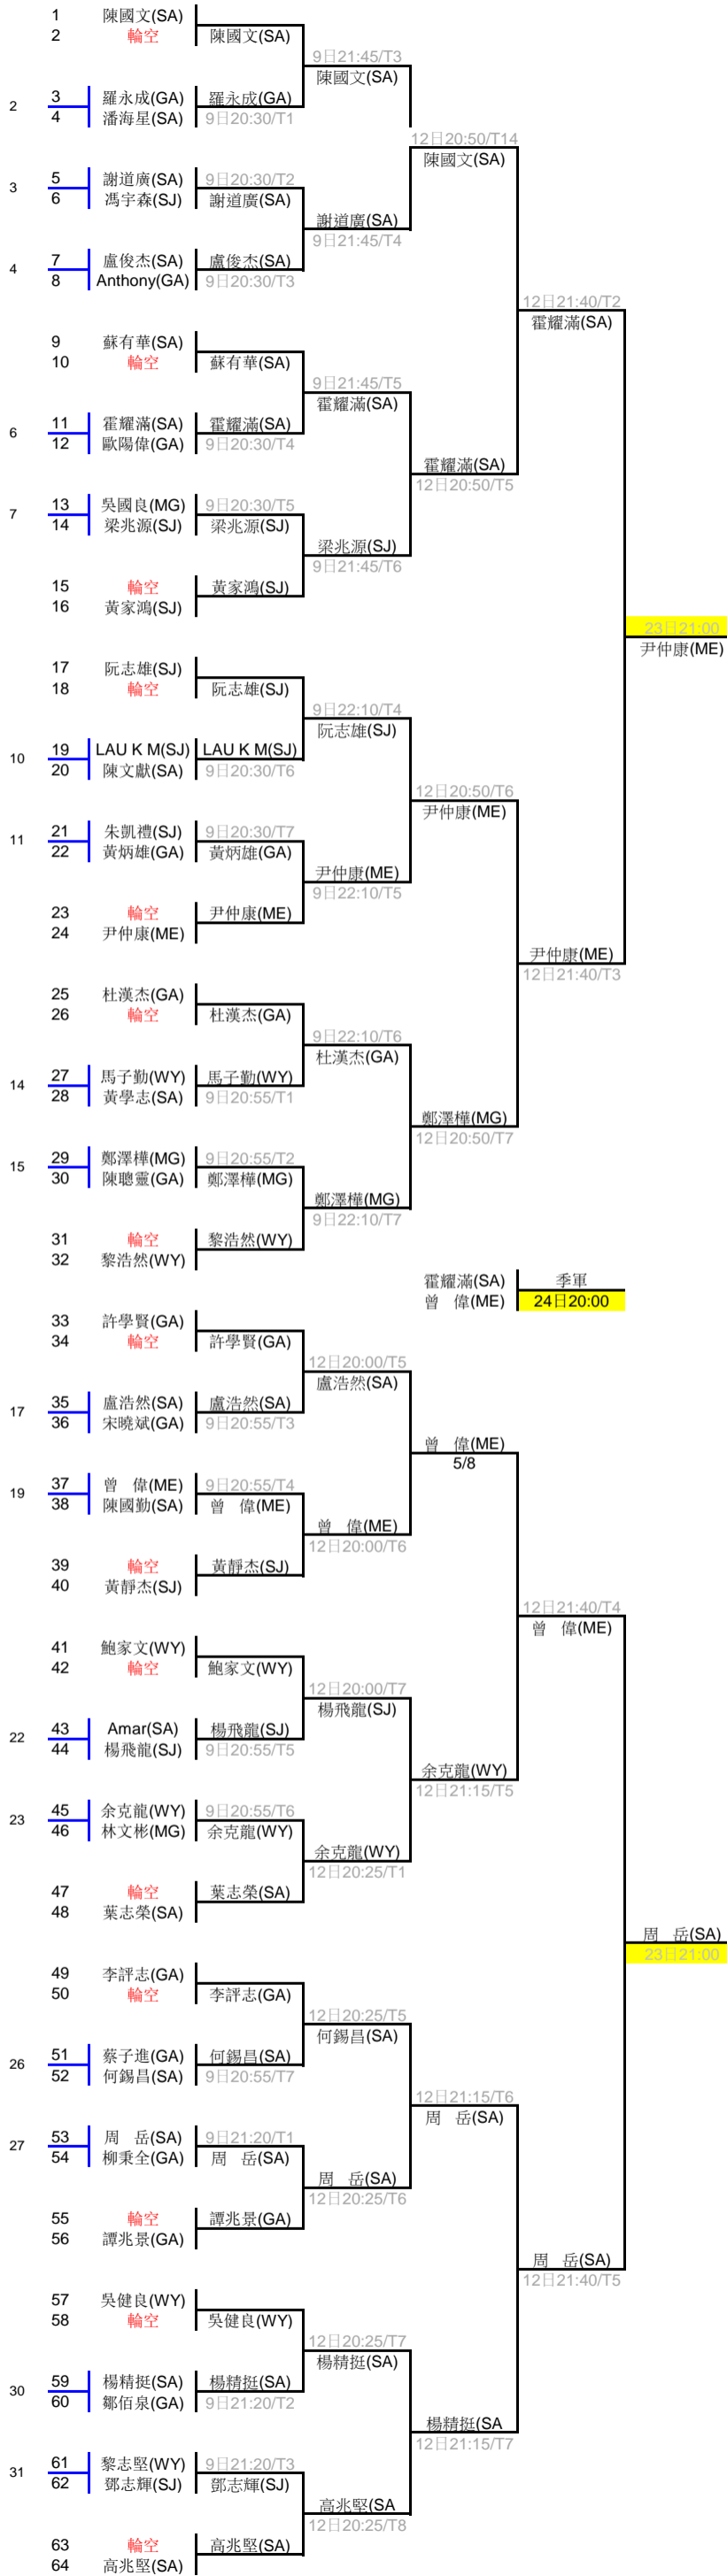 1 陳國文(SA)
2 輪空 陳國文(SA)
9日21:45/T3
陳國文(SA)
2 3 羅永成(GA) 羅永成(GA)
4 潘海星(SA) 9日20:30/T1
12日20:50/T14
陳國文(SA)
3 5 謝道廣(SA) 9日20:30/T2
6 馮宇森(SJ) 謝道廣(SA)
謝道廣(SA)
9日21:45/T4
4 7 盧俊杰(SA) 盧俊杰(SA)
8 Anthony(GA) 9日20:30/T3
12日21:40/T2
霍耀滿(SA)
9 蘇有華(SA)
10 輪空 蘇有華(SA)
9日21:45/T5
霍耀滿(SA)
6 11 霍耀滿(SA) 霍耀滿(SA)
12 歐陽偉(GA) 9日20:30/T4
霍耀滿(SA)
12日20:50/T5
7 13 吳國良(MG) 9日20:30/T5
14 梁兆源(SJ) 梁兆源(SJ)
梁兆源(SJ)
9日21:45/T6
15 輪空 黃家鴻(SJ)
16 黃家鴻(SJ)
23日21:00
尹仲康(ME)
17 阮志雄(SJ)
18 輪空 阮志雄(SJ)
9日22:10/T4
阮志雄(SJ)
10 19 LAU K M(SJ) LAU K M(SJ)
20 陳文獻(SA) 9日20:30/T6
12日20:50/T6
尹仲康(ME)
11 21 朱凱禮(SJ) 9日20:30/T7
22 黃炳雄(GA) 黃炳雄(GA)
尹仲康(ME)
9日22:10/T5
23 輪空 尹仲康(ME)
24 尹仲康(ME)
尹仲康(ME)
12日21:40/T3
25 杜漢杰(GA)
26 輪空 杜漢杰(GA)
9日22:10/T6
杜漢杰(GA)
14 27 馬子勤(WY) 馬子勤(WY)
28 黃學志(SA) 9日20:55/T1
鄭澤樺(MG)
12日20:50/T7
15 29 鄭澤樺(MG) 9日20:55/T2
30 陳聰靈(GA) 鄭澤樺(MG)
鄭澤樺(MG)
9日22:10/T7
31 輪空 黎浩然(WY)
32 黎浩然(WY)
霍耀滿(SA) 季軍
曾 偉(ME) 24日20:00
33 許學賢(GA)
34 輪空 許學賢(GA)
12日20:00/T5
盧浩然(SA)
17 35 盧浩然(SA) 盧浩然(SA)
36 宋曉斌(GA) 9日20:55/T3
曾 偉(ME)
5/8
19 37 曾 偉(ME) 9日20:55/T4
38 陳國勤(SA) 曾 偉(ME)
曾 偉(ME)
12日20:00/T6
39 輪空 黃靜杰(SJ)
40 黃靜杰(SJ)
12日21:40/T4
曾 偉(ME)
41 鮑家文(WY)
42 輪空 鮑家文(WY)
12日20:00/T7
楊飛龍(SJ)
22 43 Amar(SA) 楊飛龍(SJ)
44 楊飛龍(SJ) 9日20:55/T5
余克龍(WY)
12日21:15/T5
23 45 余克龍(WY) 9日20:55/T6
46 林文彬(MG) 余克龍(WY)
余克龍(WY)
12日20:25/T1
47 輪空 葉志榮(SA)
48 葉志榮(SA)
周 岳(SA)
23日21:00
49 李評志(GA)
50 輪空 李評志(GA)
12日20:25/T5
何錫昌(SA)
26 51 蔡子進(GA) 何錫昌(SA)
52 何錫昌(SA) 9日20:55/T7
12日21:15/T6
周 岳(SA)
27 53 周 岳(SA) 9日21:20/T1
54 柳秉全(GA) 周 岳(SA)
周 岳(SA)
12日20:25/T6
55 輪空 譚兆景(GA)
56 譚兆景(GA)
周 岳(SA)
12日21:40/T5
57 吳健良(WY)
58 輪空 吳健良(WY)
12日20:25/T7
楊精挺(SA)
30 59 楊精挺(SA) 楊精挺(SA)
60 鄒佰泉(GA) 9日21:20/T2
楊精挺(SA
12日21:15/T7
31 61 黎志堅(WY) 9日21:20/T3
62 鄧志輝(SJ) 鄧志輝(SJ)
高兆堅(SA
12日20:25/T8
63 輪空 高兆堅(SA)
64 高兆堅(SA)